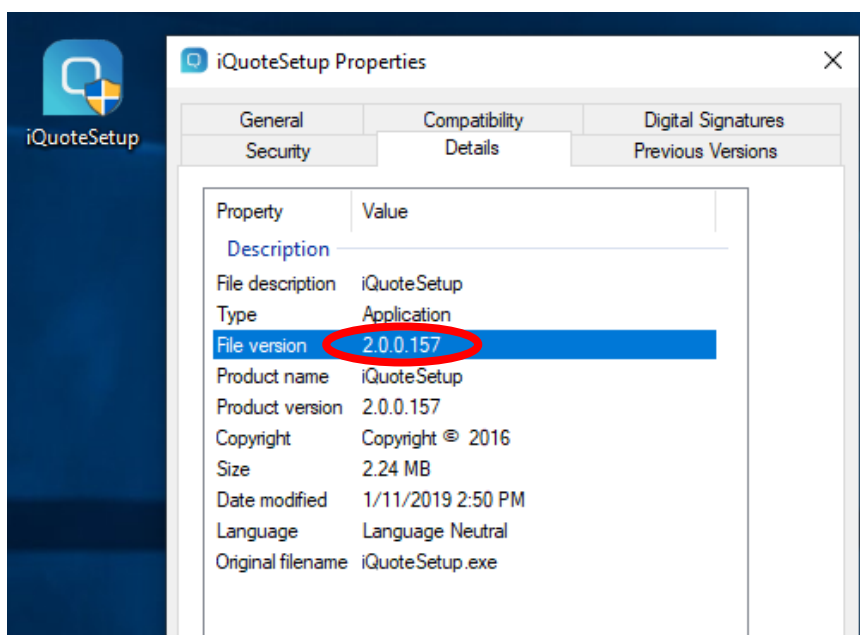 iQuoteSetup
iQuoteSetup Properties
General Compatibility Digital Signatures
Security Details Previous Versions
Property Value
Description
File description iQuoteSetup
Type Application
File version 2.0.0.157
Product name iQuoteSetup
Product version 2.0.0.157
Copyright Copyright © 2016
Size 2.24 MB
Date modified 1/11/2019 2:50 PM
Language Language Neutral
Original filename iQuoteSetup.exe